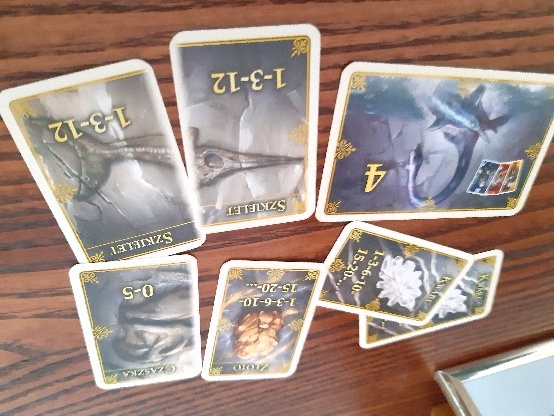 1-3-12
SZKIELET
1-3-12
SZKIELET
4
0-5
CZASZKA
1-3-6-10-
15-20-...
ZŁOTO
1-3-6-10-
15-20-...